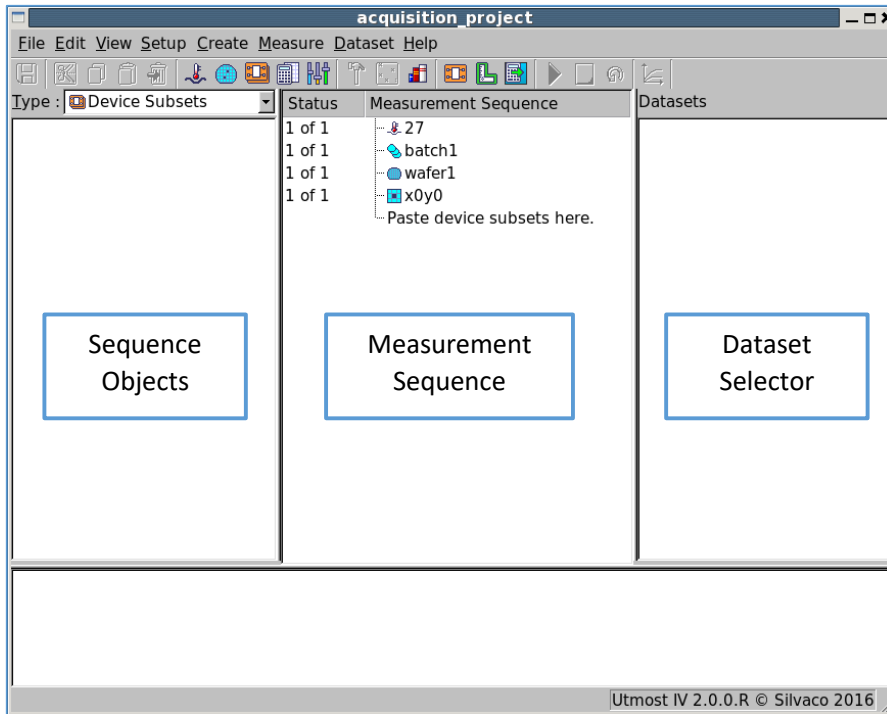 acquisition_project
File Edit View Setup Create Measure Dataset Help
Type : Device Subsets
Status Measurement Sequence
Datasets
1 of 1 27
1 of 1 batch1
1 of 1 wafer1
1 of 1 x0y0
Paste device subsets here.
Sequence
Objects
Measurement
Sequence
Dataset
Selector
Utmost IV 2.0.0.R © Silvaco 2016